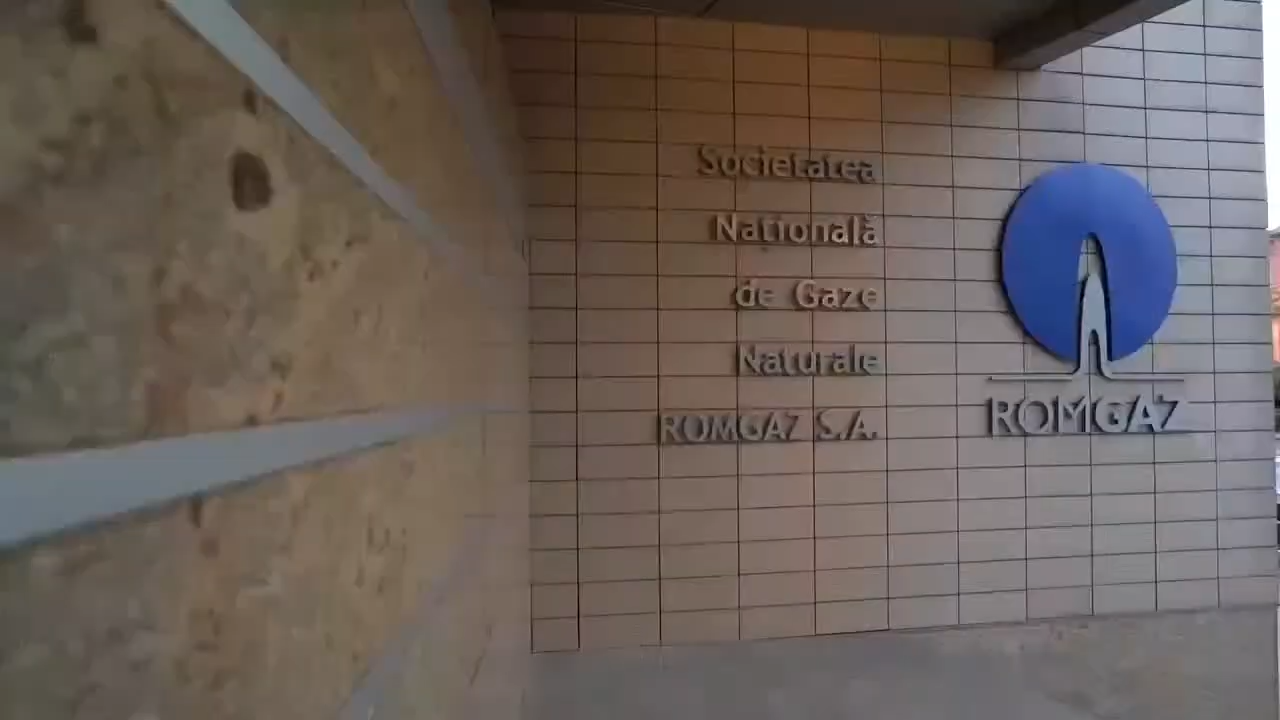 Societatea
Națională
de Gaze
Naturale
ROMGAZ S.A.
ROMGAZ